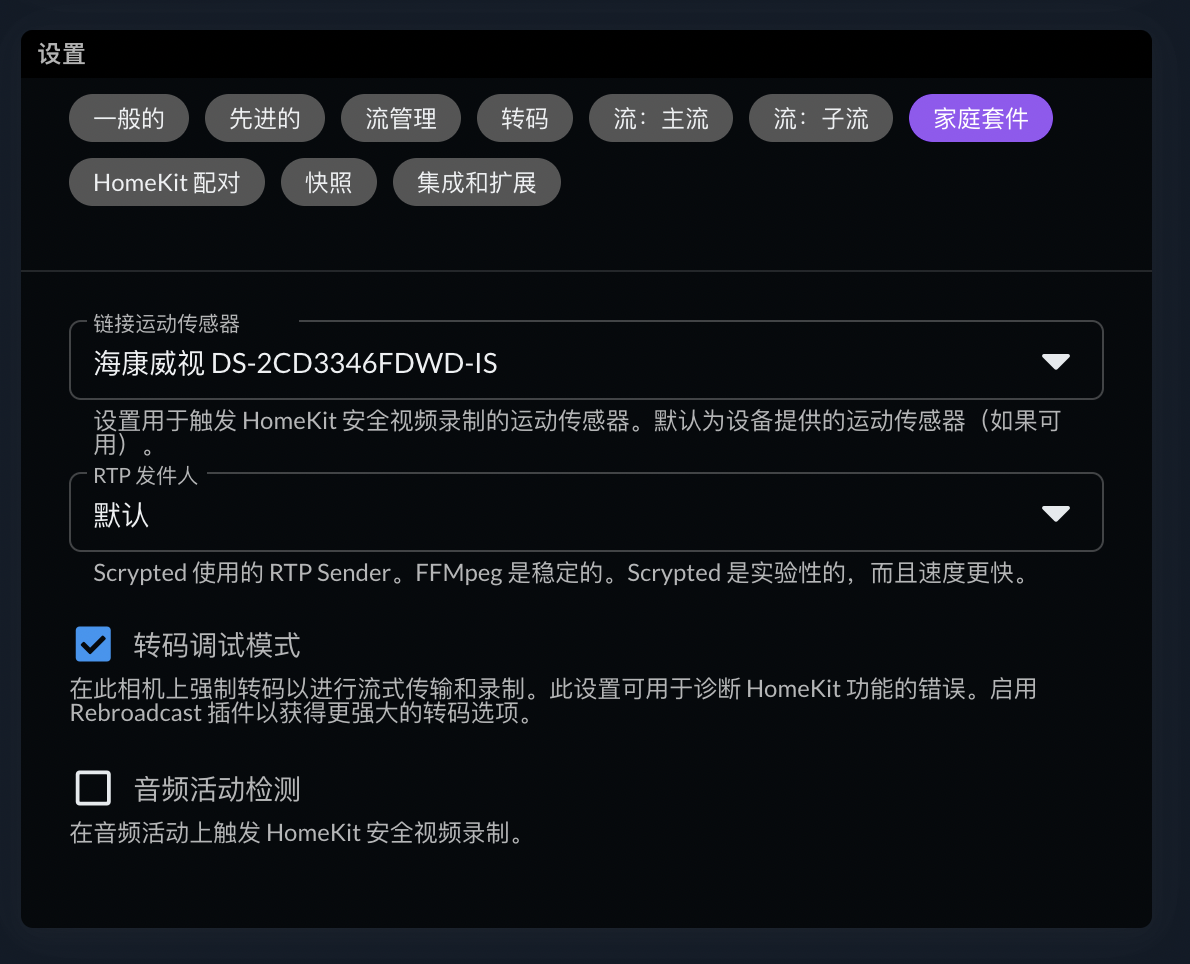 设置
一般的 先进的 流管理 转码 流：主流 流：子流 家庭套件
HomeKit 配对 快照 集成和扩展
链接运动传感器
海康威视 DS-2CD3346FDWD-IS
设置用于触发 HomeKit 安全视频录制的运动传感器。默认为设备提供的运动传感器（如果可
用）。
RTP 发件人
默认
Scrypted 使用的 RTP Sender。FFMpeg 是稳定的。Scrypted 是实验性的，而且速度更快。
转码调试模式
在此相机上强制转码以进行流式传输和录制。此设置可用于诊断 HomeKit 功能的错误。启用
Rebroadcast 插件以获得更强大的转码选项。
音频活动检测
在音频活动上触发 HomeKit 安全视频录制。